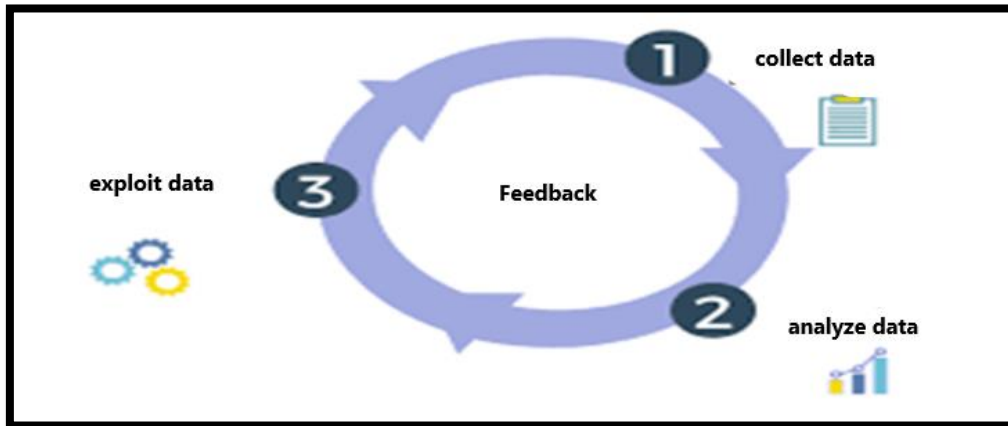 1
collect data
exploit data
3
Feedback
2
analyze data